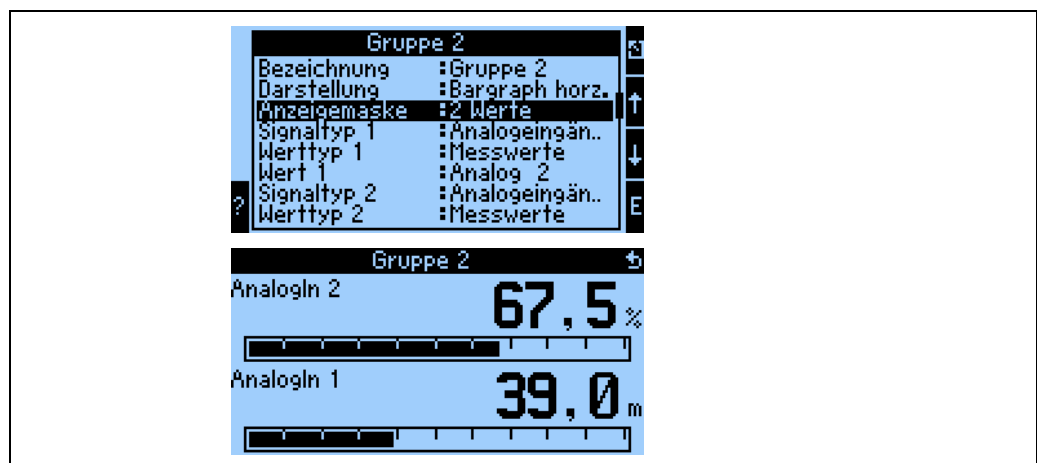 Gruppe 2
Bezeichnung :Gruppe 2
Darstellung :Bargraph horz.
Anzeigemaske :2 Werte
Signaltyp 1 :Analogeingän..
Werttyp 1 :Messwerte
Wert 1 :Analog 2
Signaltyp 2 :Analogeingän..
? Werttyp 2 :Messwerte E
Gruppe 2
AnalogIn 2 67,5 %
AnalogIn 1 39,0 m